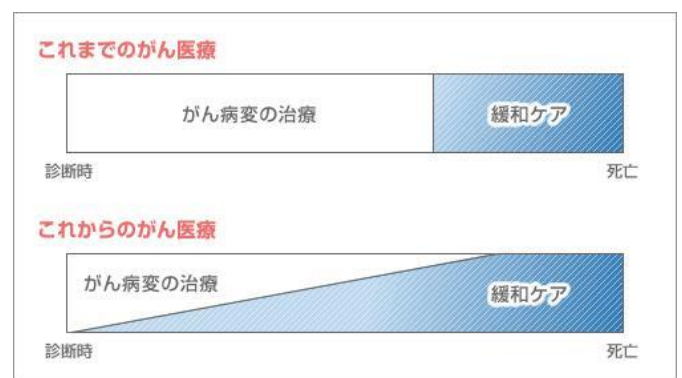 これまでのがん医療
がん病変の治療 緩和ケア
診断時 死亡
これからのがん医療
がん病変の治療
緩和ケア
診断時 死亡